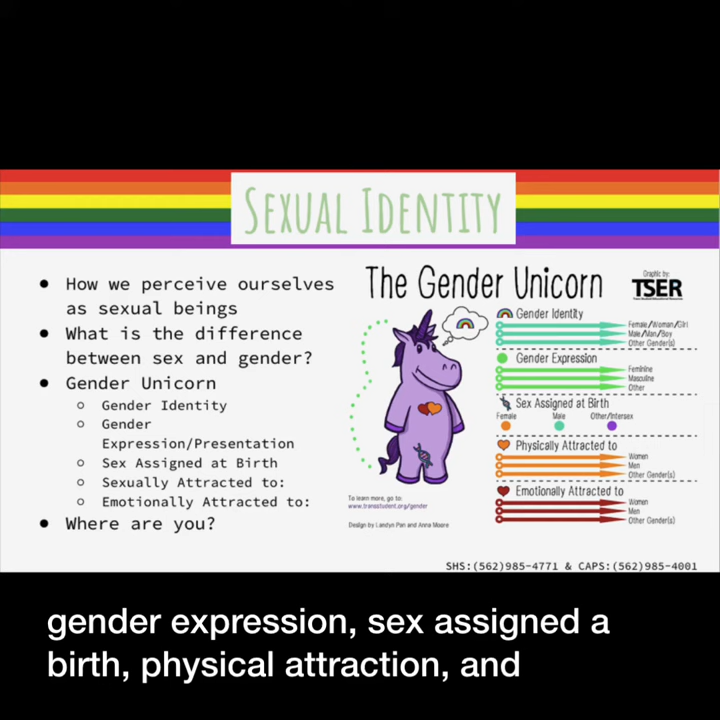 SEXUAL IDENTITY
• How we perceive ourselves
as sexual beings
• What is the difference
between sex and gender?
• Gender Unicorn
○ Gender Identity
○ Gender
Expression/Presentation
○ Sex Assigned at Birth
○ Sexually Attracted to:
○ Emotionally Attracted to:
• Where are you?
The Gender Unicorn
Graphic by:
TSER
Trans Student Educational Resources
Gender Identity
Female/Woman/Girl
Male/Man/Boy
Other Gender(s)
Gender Expression
Feminine
Masculine
Other
Sex Assigned at Birth
Female Male Other/Intersex
Physically Attracted to
Women
Men
Other Gender(s)
Emotionally Attracted to
Women
Men
Other Gender(s)
To learn more, go to:
www.transstudent.org/gender
Design by Landyn Pan and Anna Moore
SHS:(562)985-4771 & CAPS:(562)985-4001
gender expression, sex assigned a
birth, physical attraction, and